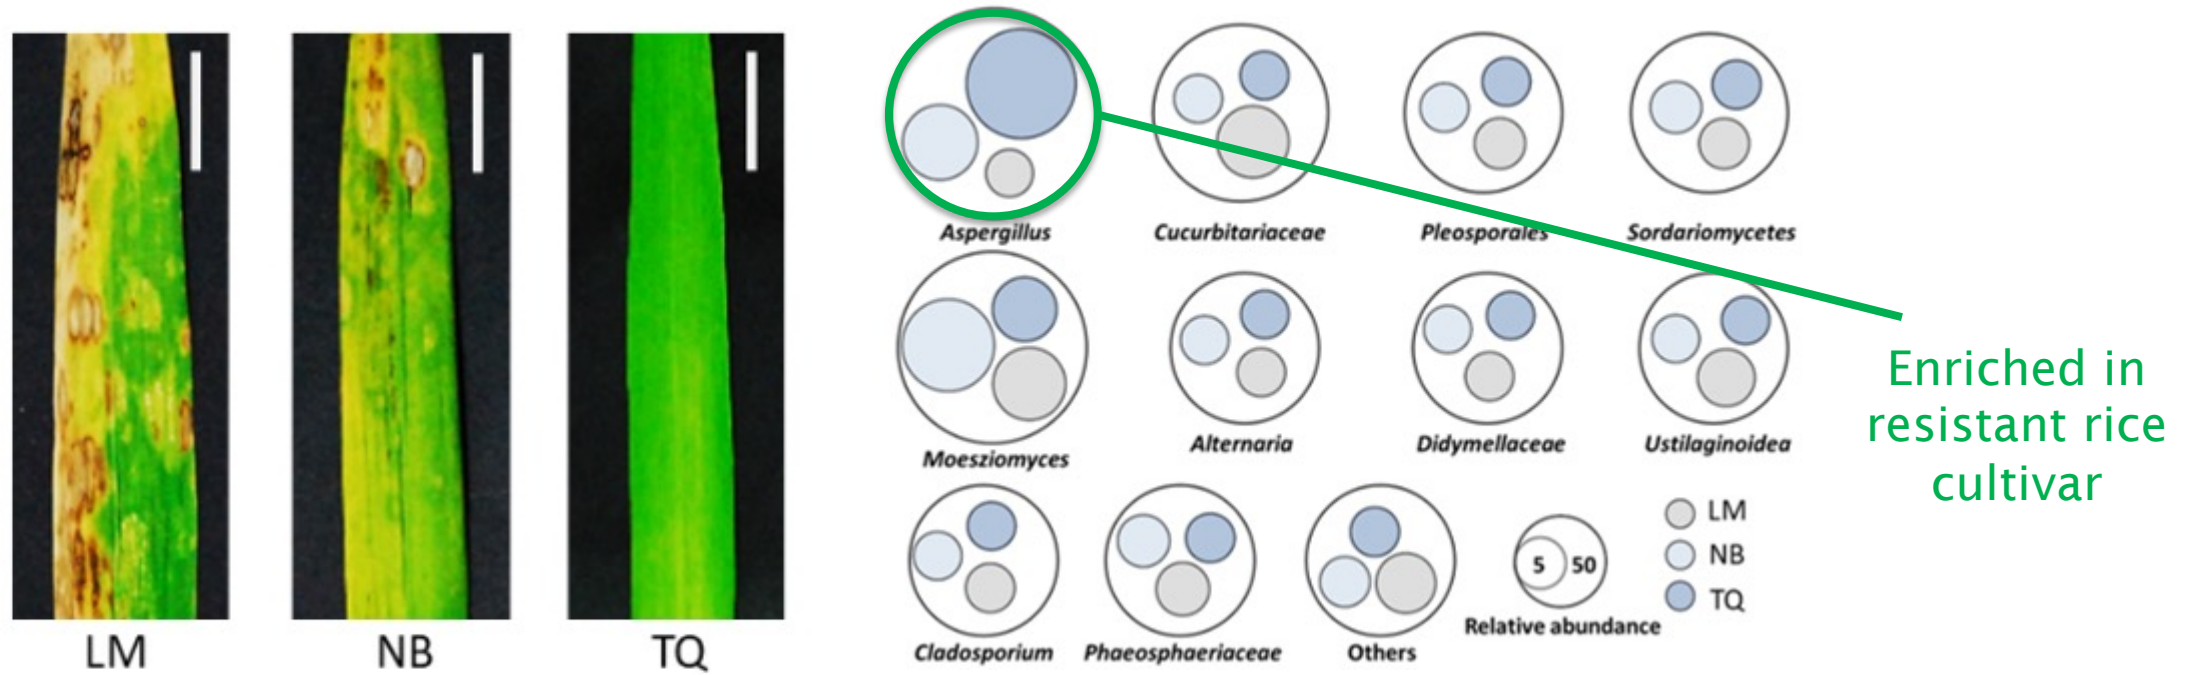 LM
NB
TQ
Aspergillus
Cucurbitariaceae
Pleosporales
Sordariomycetes
Moesziomyces
Alternaria
Didymellaceae
Ustilaginoidea
Cladosporium
Phaeosphaeriaceae
Others
5 50
Relative abundance
LM
NB
TQ
Enriched in
resistant rice
cultivar